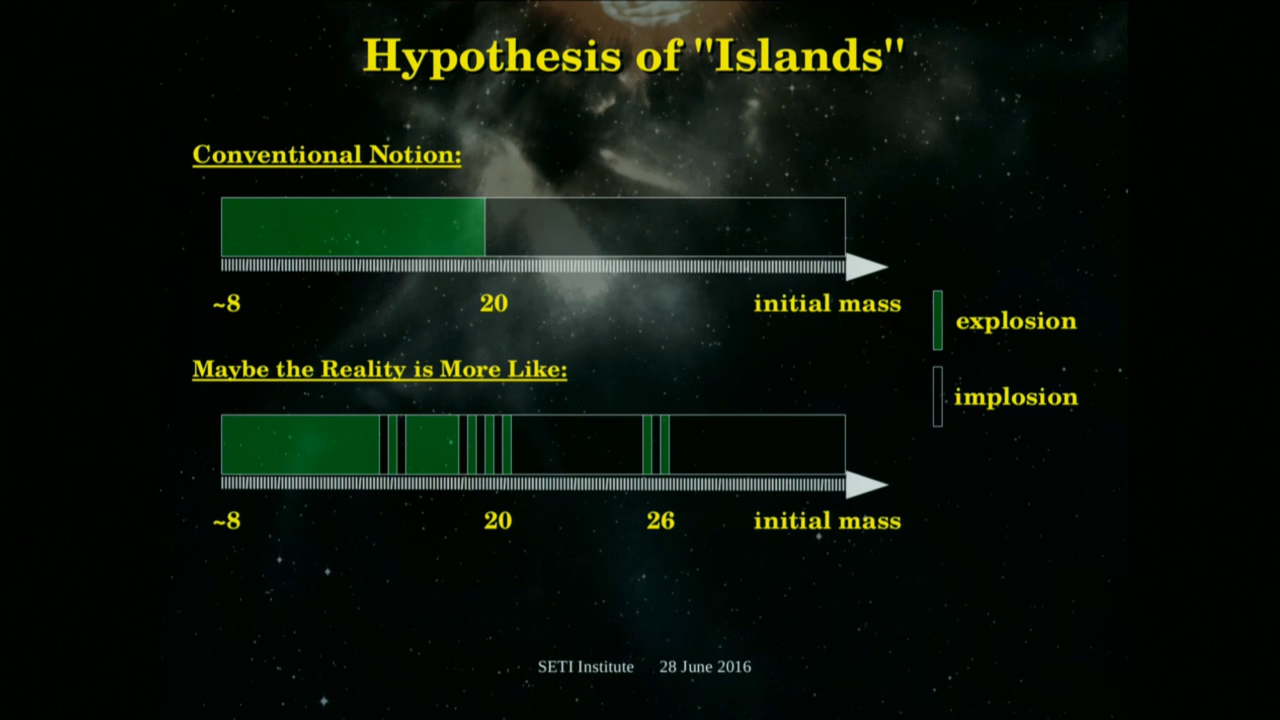 Hypothesis of "Islands"
Conventional Notion:
~8
20
initial mass
explosion
implosion
Maybe the Reality is More Like:
~8
20
26
initial mass
SETI Institute 28 June 2016